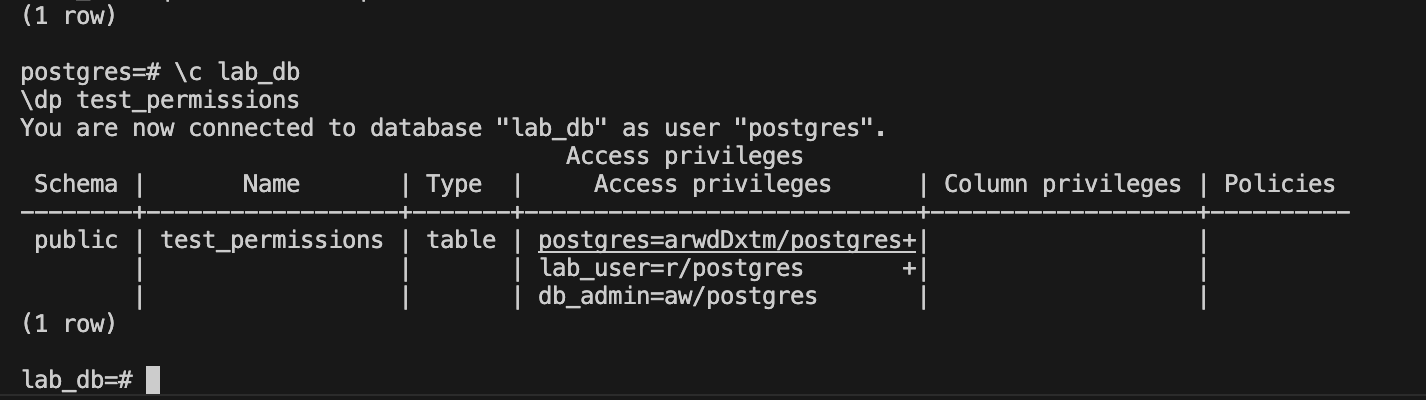 (1 row)
postgres=# \c lab_db
\dp test_permissions
You are now connected to database "lab_db" as user "postgres".
                                       Access privileges
 Schema |       Name       | Type  |     Access privileges      | Column privileges | Policies
--------+------------------+-------+----------------------------+-------------------+----------
 public | test_permissions | table | postgres=arwdDxtm/postgres+|                   |
        |                  |       | lab_user=r/postgres       +|                   |
        |                  |       | db_admin=aw/postgres       |                   |
(1 row)
lab_db=#